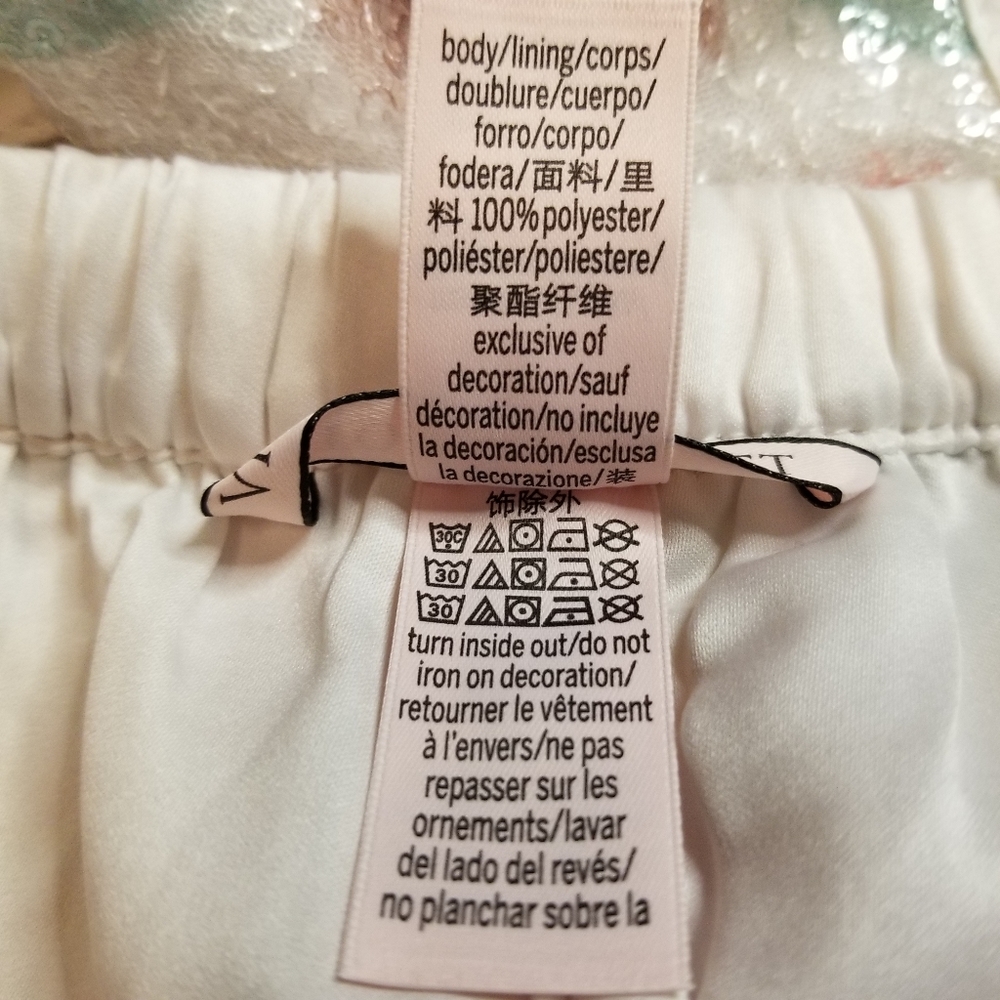 body/lining/corps/
doublure/cuerpo/
forro/corpo/
fodera/面料/里
料 100% polyester/
poliéster/poliestere/
聚酯纤维
exclusive of
decoration/sauf
décoration/no incluye
la decoración/esclusa
la decorazione/装
饰除外
30C
30
30
turn inside out/do not
iron on decoration/
retourner le vêtement
à l'envers/ne pas
repasser sur les
ornements/lavar
del lado del revés/
no planchar sobre la